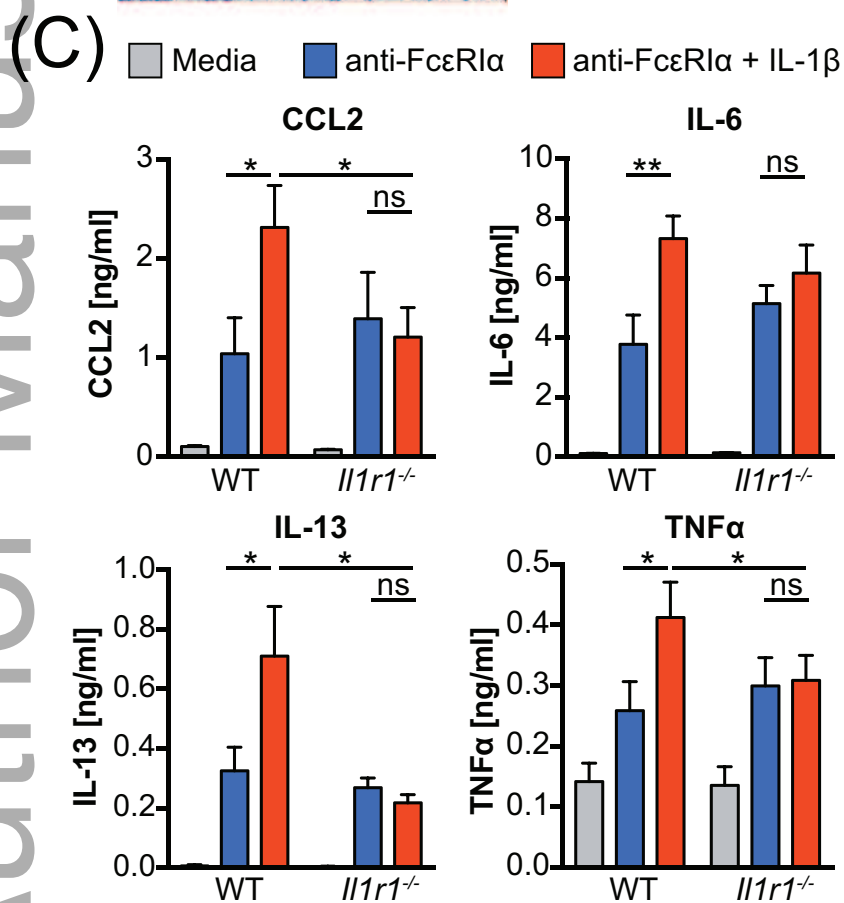 (C)
Media anti-FcεRIα anti-FcεRIα + IL-1β
CCL2
CCL2 [ng/ml]
3
2
1
0
* *
ns
WT Il1r1-/-
IL-6
IL-6 [ng/ml]
10
8
6
4
2
0
** ns
WT Il1r1-/-
IL-13
IL-13 [ng/ml]
1.0
0.8
0.6
0.4
0.2
0.0
* *
ns
WT Il1r1-/-
TNFα
TNFα [ng/ml]
0.5
0.4
0.3
0.2
0.1
0.0
* *
ns
WT Il1r1-/-